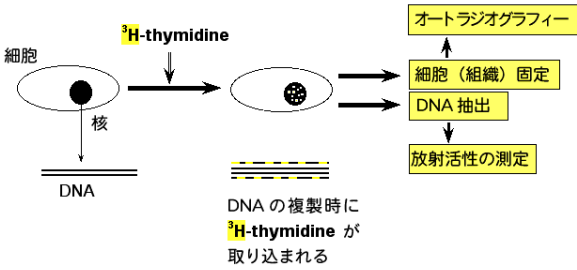 ³H-thymidine
細胞
核
DNA
DNA の複製時に
³H-thymidine が
取り込まれる
オートラジオグラフィー
細胞（組織）固定
DNA 抽出
放射活性の測定